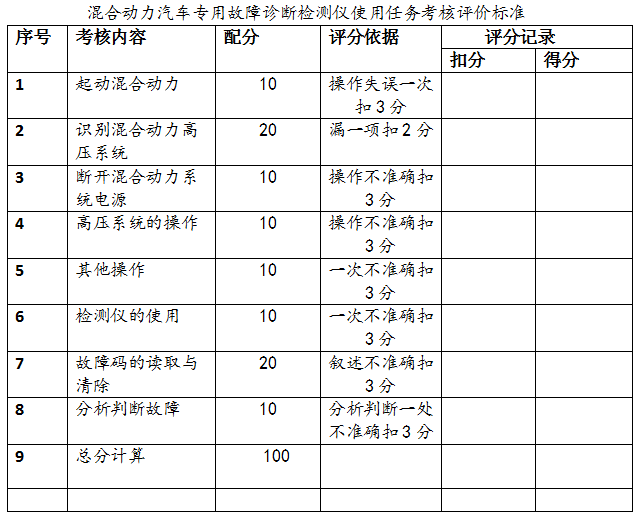 混合动力汽车专用故障诊断检测仪使用任务考核评价标准
序号 考核内容 配分 评分依据 评分记录
扣分 得分
1 起动混合动力 10 操作失误一次
扣3分
2 识别混合动力高 20 漏一项扣2分
压系统
3 断开混合动力系 10 操作不准确扣
统电源 3分
4 高压系统的操作 10 操作不准确扣
3分
5 其他操作 10 一次不准确扣
3分
6 检测仪的使用 10 一次不准确扣
3分
7 故障码的读取与 20 叙述不准确扣
清除 3分
8 分析判断故障 10 分析判断一处
不准确扣3分
9 总分计算 100